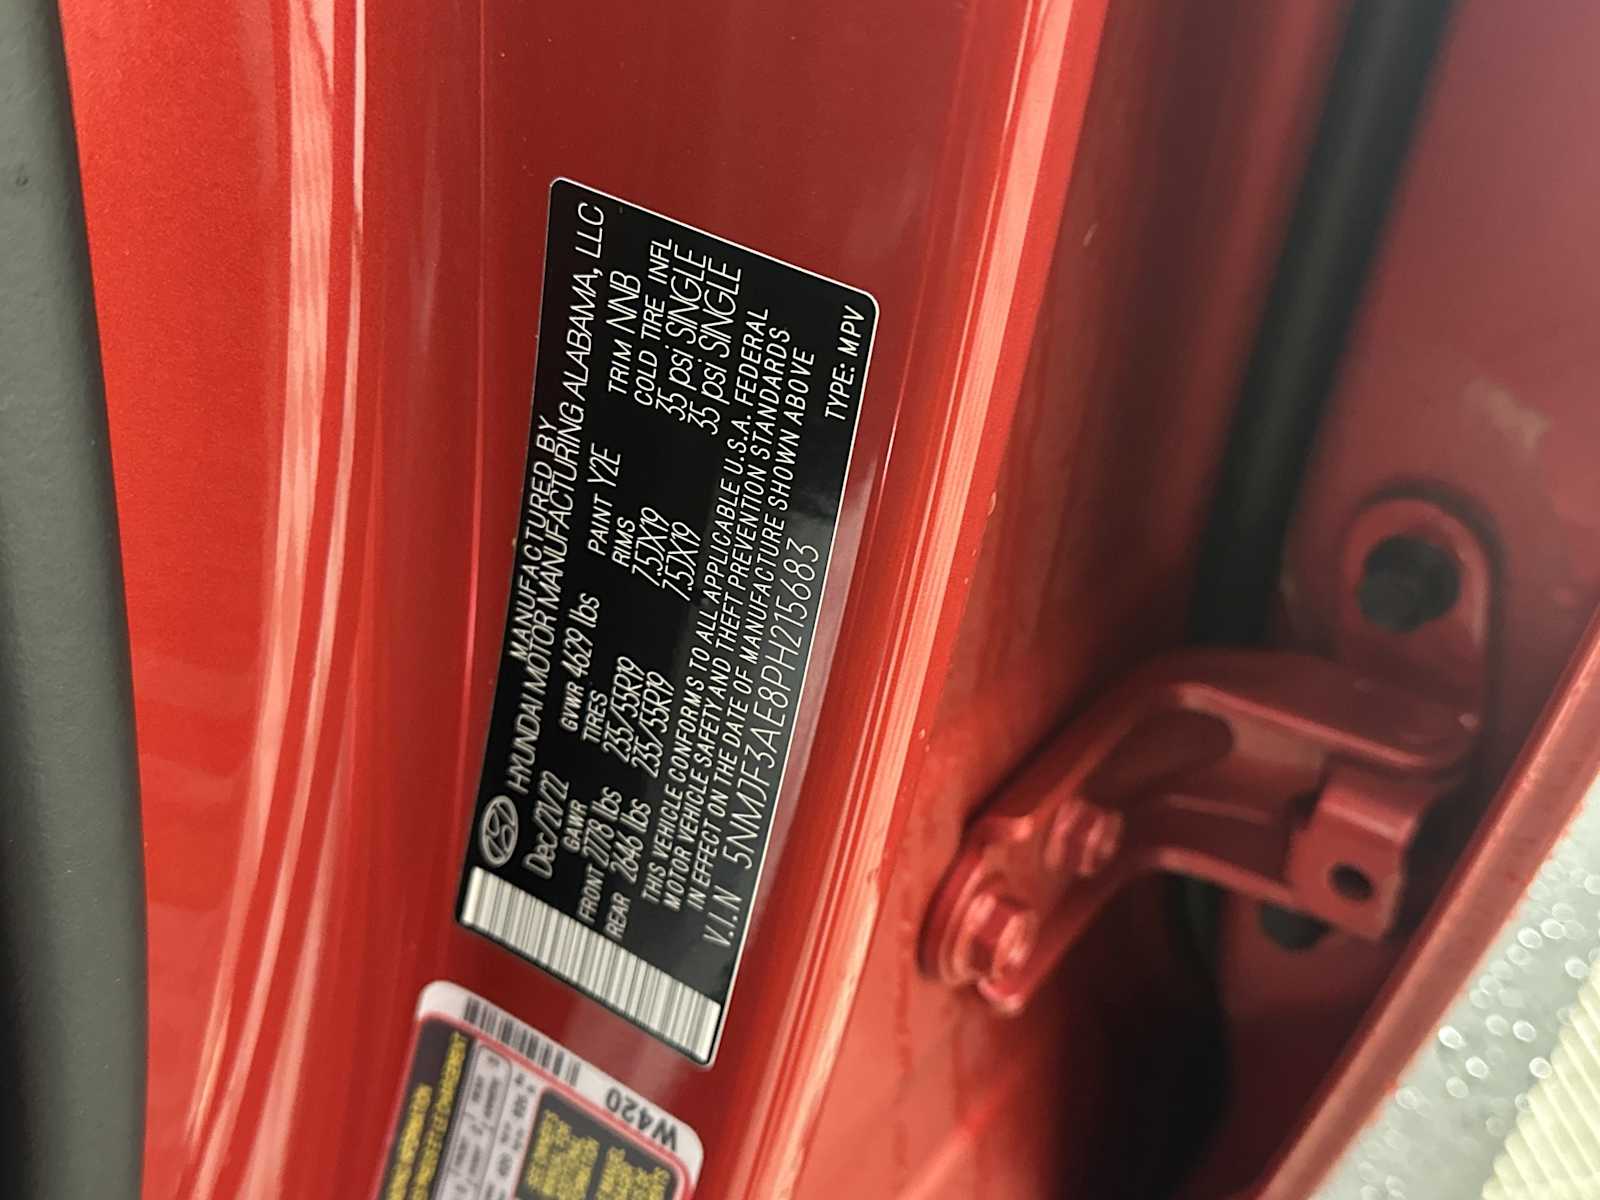 MANUFACTURED BY
HYUNDAI MOTOR MANUFACTURING ALABAMA, LLC
Dec/20/22 GVWR 4629 lbs PAINT Y2E TRIM NNB
GAWR TIRES RIMS COLD TIRE INFL
FRONT 2778 lbs 235/55R19 7.5JX19 35 psi SINGLE
REAR 2646 lbs 235/55R19 7.5JX19 35 psi SINGLE
THIS VEHICLE CONFORMS TO ALL APPLICABLE U.S.A. FEDERAL
MOTOR VEHICLE SAFETY AND THEFT PREVENTION STANDARDS
IN EFFECT ON THE DATE OF MANUFACTURE SHOWN ABOVE
V.I.N 5NMJF3AE8PH215683 TYPE: MPV
W420